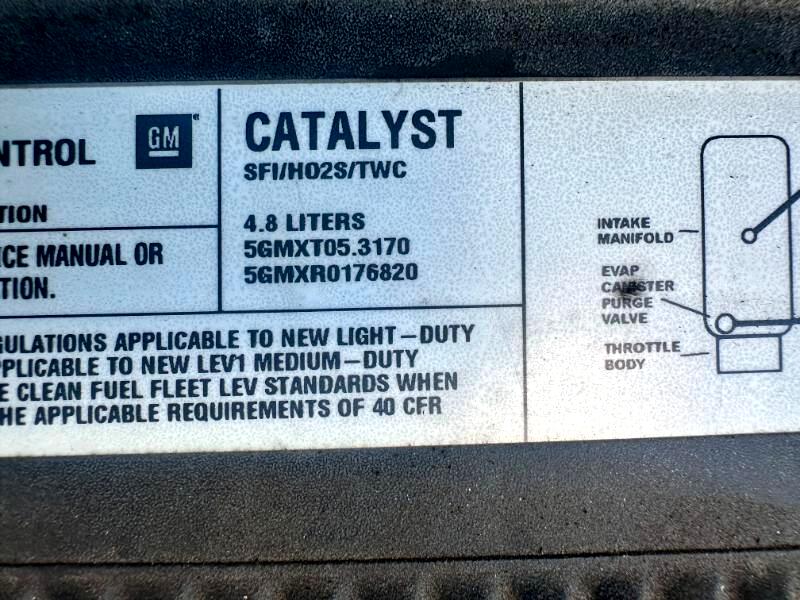 NTROL
GM
TION
ICE MANUAL OR
TION.
CATALYST
SFI/HO2S/TWC
4.8 LITERS
5GMXT05.3170
5GMXR0176820
GULATIONS APPLICABLE TO NEW LIGHT—DUTY
PPLICABLE TO NEW LEV1 MEDIUM—DUTY
E CLEAN FUEL FLEET LEV STANDARDS WHEN
HE APPLICABLE REQUIREMENTS OF 40 CFR
INTAKE
MANIFOLD
EVAP
CANISTER
PURGE
VALVE
THROTTLE
BODY